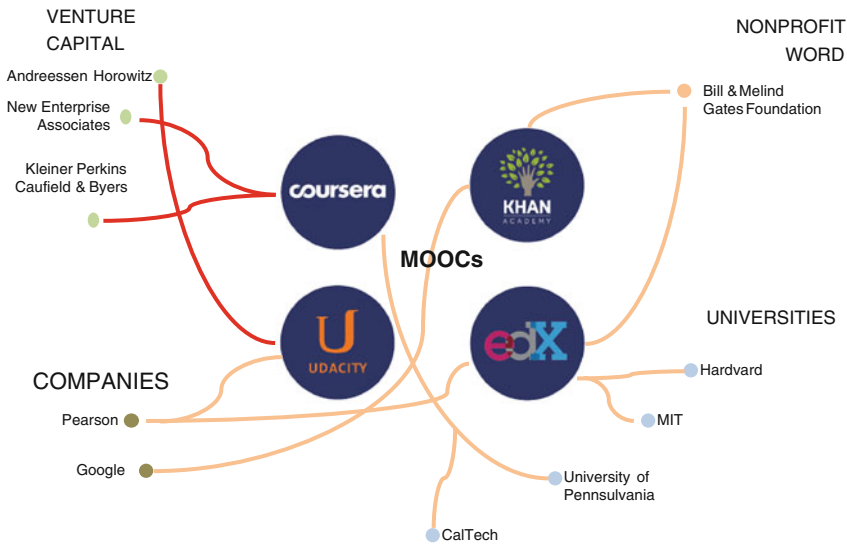 VENTURE
CAPITAL
Andreessen Horowitz
New Enterprise
Associates
Kleiner Perkins
Caufield & Byers
NONPROFIT
WORD
Bill & Melind
Gates Foundation
coursera
KHAN
ACADEMY
MOOCs
U
UDACITY
edX
UNIVERSITIES
Hardvard
MIT
COMPANIES
Pearson
Google
University of
Pennsulvania
CalTech